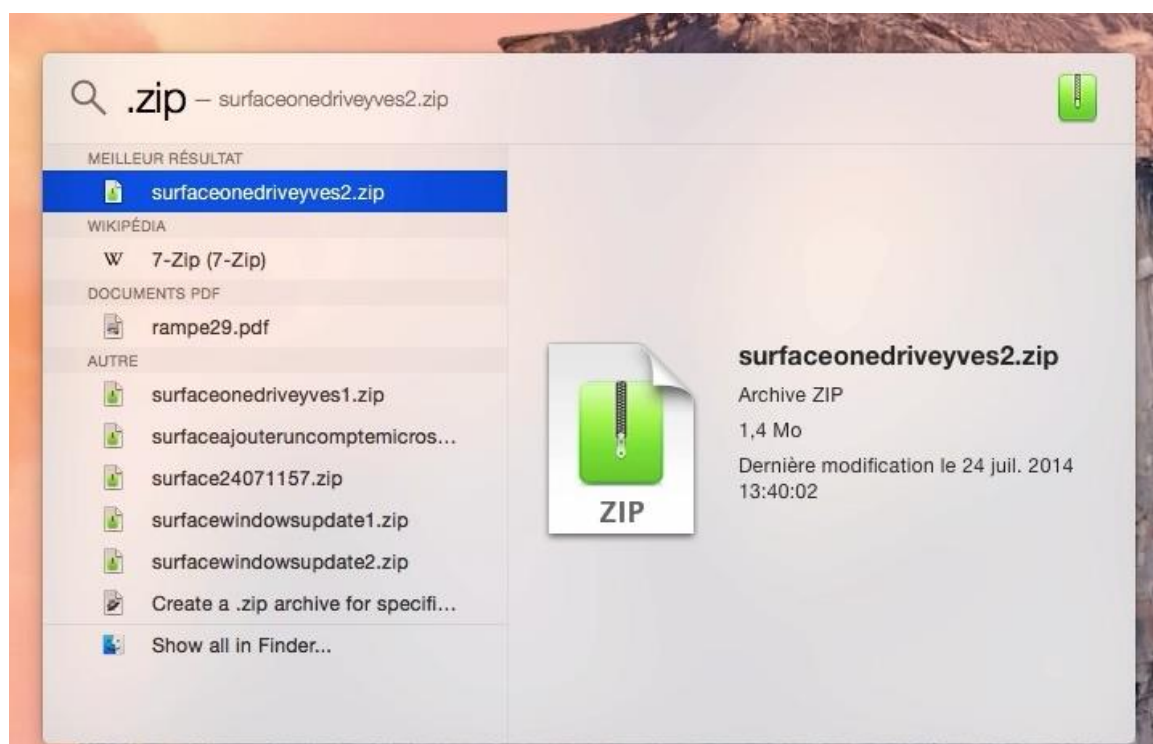 .zip – surfaceonedriveyves2.zip
MEILLEUR RÉSULTAT
surfaceonedriveyves2.zip
WIKIPÉDIA
W 7-Zip (7-Zip)
DOCUMENTS PDF
rampe29.pdf
AUTRE
surfaceonedriveyves1.zip
surfaceajouteruncomptemicros...
surface24071157.zip
surfacewindowsupdate1.zip
surfacewindowsupdate2.zip
Create a .zip archive for specifi...
Show all in Finder...
ZIP
surfaceonedriveyves2.zip
Archive ZIP
1,4 Mo
Dernière modification le 24 juil. 2014
13:40:02